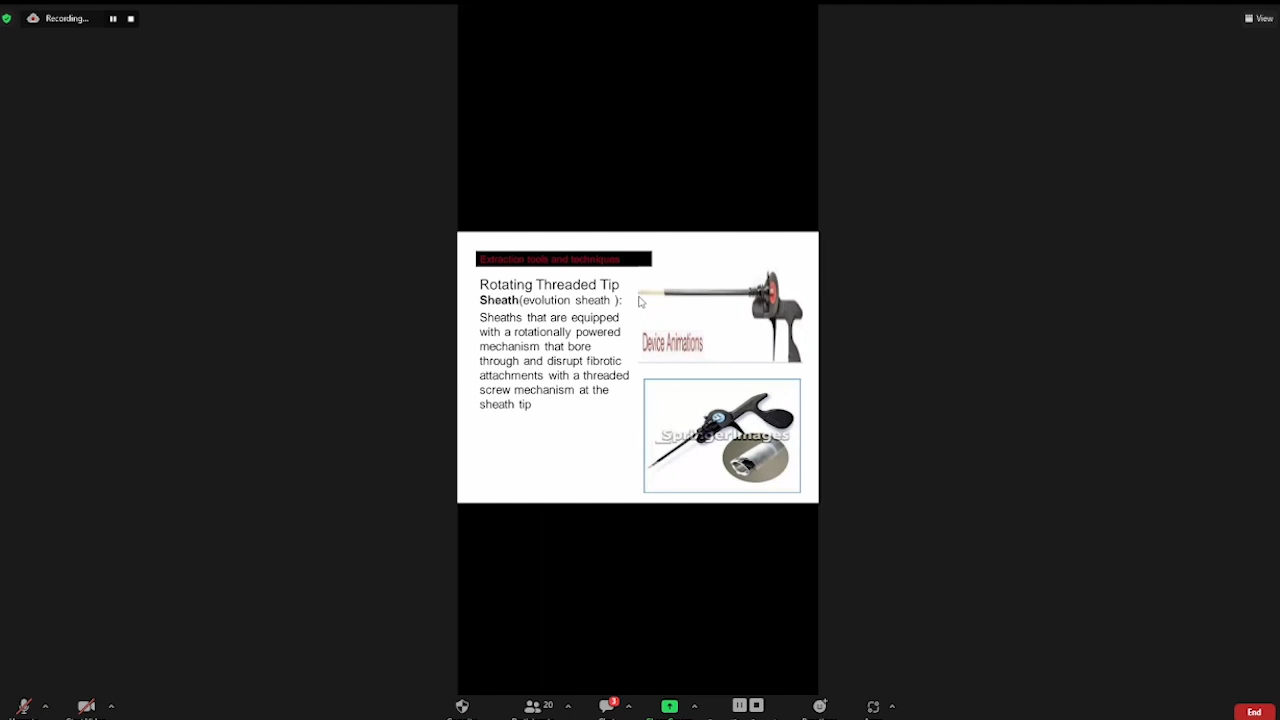 Recording...
View
Extraction tools and techniques
Rotating Threaded Tip
Sheath(evolution sheath ):
Sheaths that are equipped
with a rotationally powered
mechanism that bore
through and disrupt fibrotic
attachments with a threaded
screw mechanism at the
sheath tip
Device Animations
SpringerImages
20
3
End